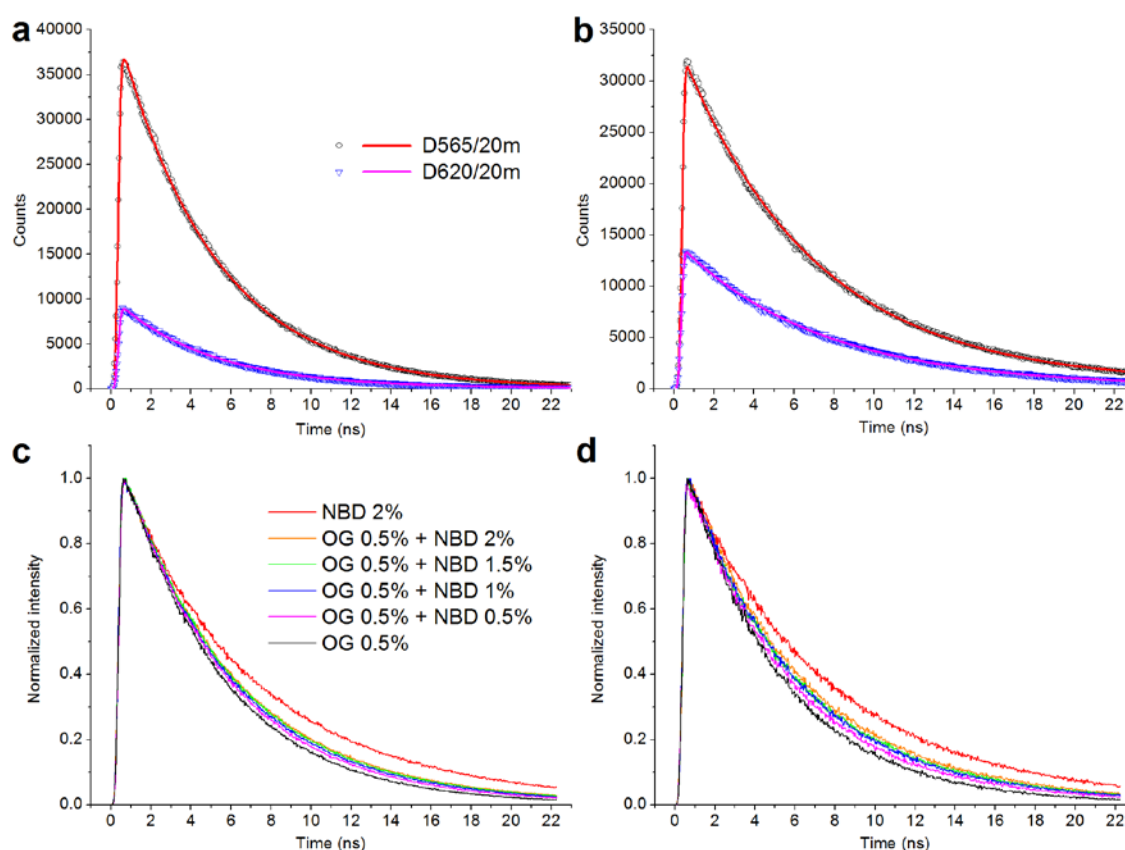 a
40000
35000
30000
25000
20000
15000
10000
5000
0
Counts
0 2 4 6 8 10 12 14 16 18 20 22
Time (ns)
D565/20m
D620/20m
b
35000
30000
25000
20000
15000
10000
5000
0
Counts
0 2 4 6 8 10 12 14 16 18 20 22
Time (ns)
c
1.0
0.8
0.6
0.4
0.2
0.0
Normalized intensity
0 2 4 6 8 10 12 14 16 18 20 22
Time (ns)
NBD 2%
OG 0.5% + NBD 2%
OG 0.5% + NBD 1.5%
OG 0.5% + NBD 1%
OG 0.5% + NBD 0.5%
OG 0.5%
d
1.0
0.8
0.6
0.4
0.2
0.0
Normalized intensity
0 2 4 6 8 10 12 14 16 18 20 22
Time (ns)